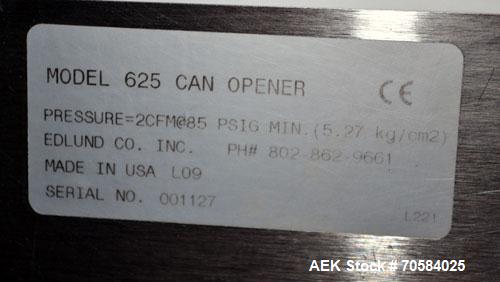 MODEL 625 CAN OPENER CE
PRESSURE=2CFM@85 PSIG MIN.(5.27 kg/cm2)
EDLUND CO. INC. PH# 802-862-9661
MADE IN USA L09
SERIAL NO. 001127
L221
AEK Stock # 70584025